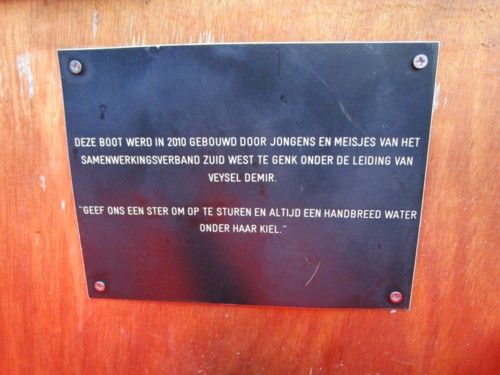 DEZE BOOT WERD IN 2010 GEBOUWD DOOR JONGENS EN MEISJES VAN HET
SAMENWERKINGSVERBAND ZUID WEST TE GENK ONDER DE LEIDING VAN
VEYSEL DEMIR.
"GEEF ONS EEN STER OM OP TE STUREN EN ALTIJD EEN HANDBREED WATER
ONDER HAAR KIEL."